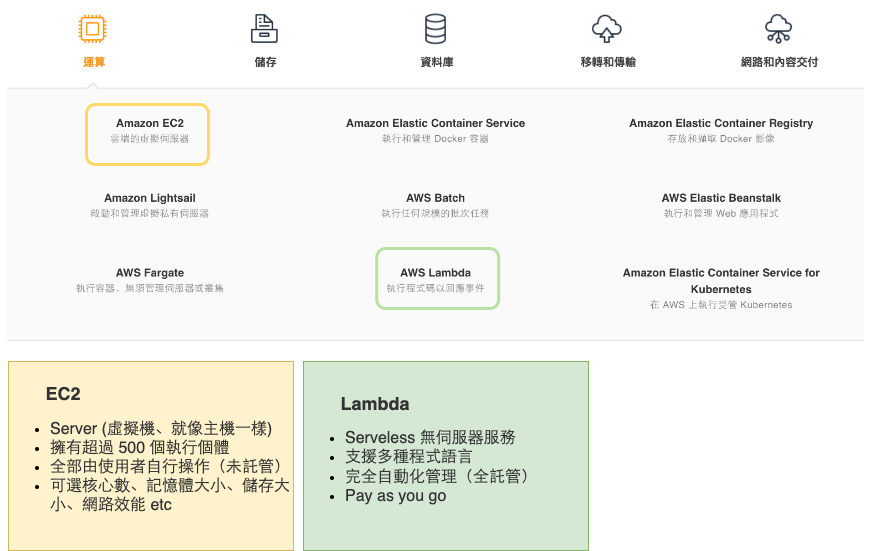 運算
儲存
資料庫
移轉和傳輸
網路和內容交付
Amazon EC2
雲端的虛擬伺服器
Amazon Elastic Container Service
執行和管理 Docker 容器
Amazon Elastic Container Registry
存放和擷取 Docker 影像
Amazon Lightsail
啟動和管理虛擬私有伺服器
AWS Batch
執行任何規模的批次任務
AWS Elastic Beanstalk
執行和管理 Web 應用程式
AWS Fargate
執行容器、無須管理伺服器或叢集
AWS Lambda
執行程式碼以回應事件
Amazon Elastic Container Service for
Kubernetes
在 AWS 上執行受管 Kubernetes
EC2
• Server (虛擬機、就像主機一樣)
• 擁有超過 500 個執行個體
• 全部由使用者自行操作（未託管）
• 可選核心數、記憶體大小、儲存大
小、網路效能 etc
Lambda
• Serveless 無伺服器服務
• 支援多種程式語言
• 完全自動化管理（全託管）
• Pay as you go